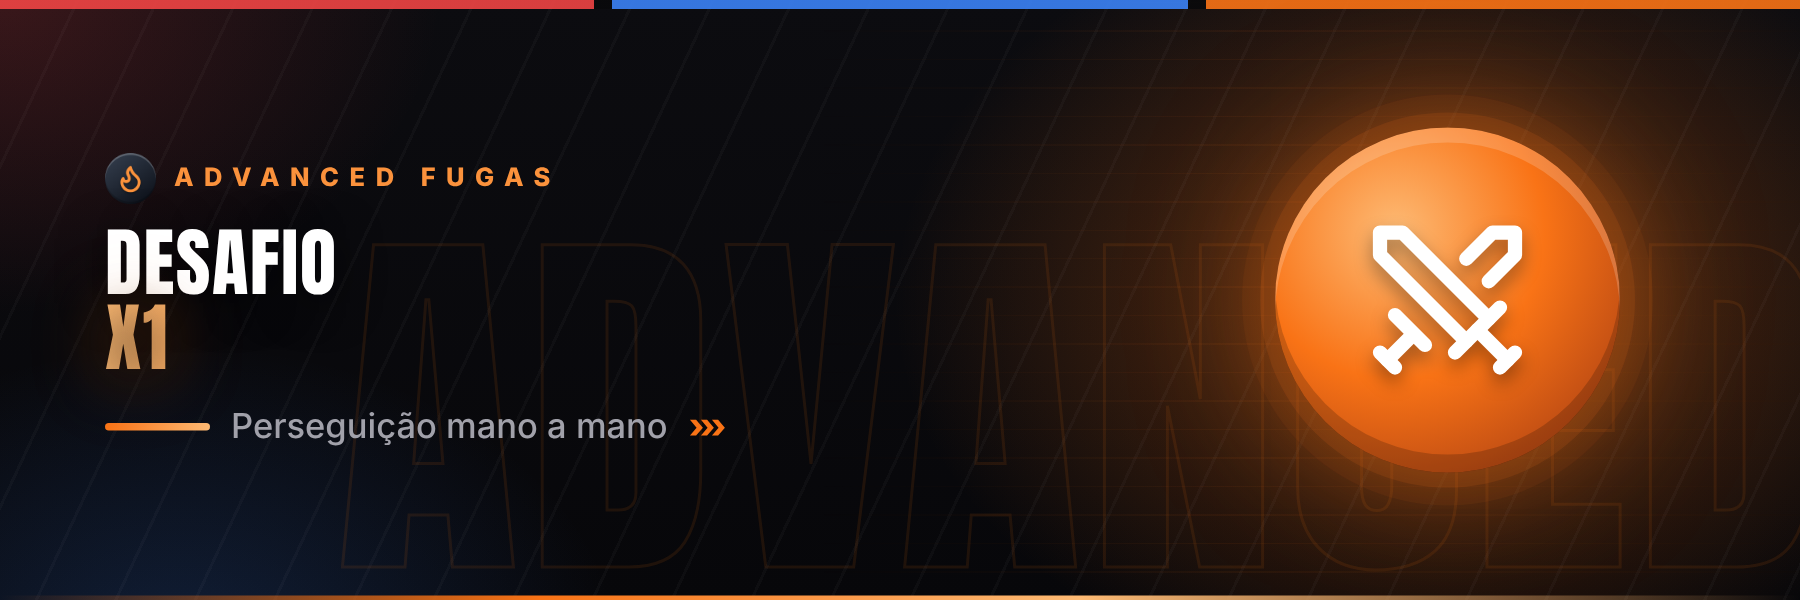 ADVANCED FUGAS
DESAFIO
X1
Perseguição mano a mano
ADVANCED